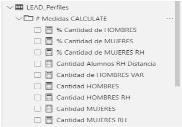 LEAD_Perfiles
# Medidas CALCULATE
% Cantidad de HOMBRES
% Cantidad de MUJERES
% Cantidad de MUJERES RH
Cantidad Alumnos RH Distancia
Cantidad de HOMBRES VAR
Cantidad HOMBRES
Cantidad HOMBRES RH
Cantidad MUJERES
Cantidad MUJERES RH